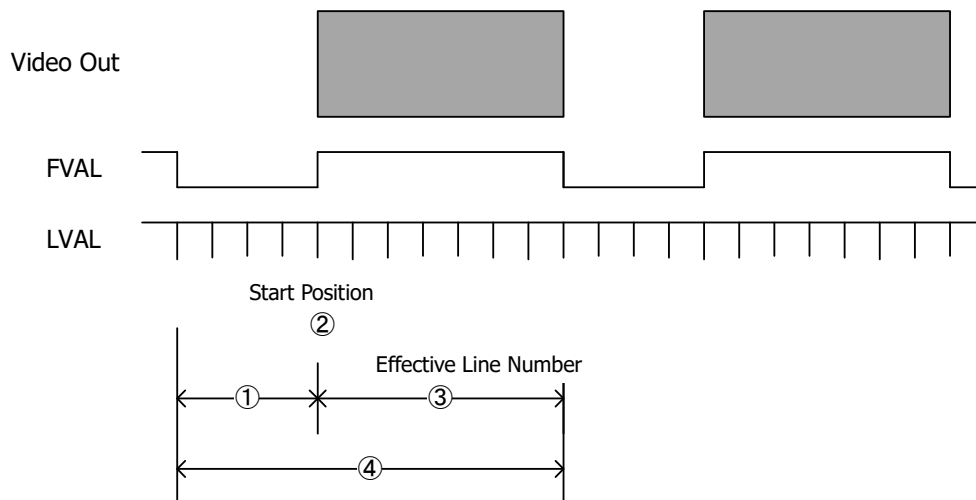 Video Out
FVAL
LVAL
Start Position
②
Effective Line Number
① ③
④